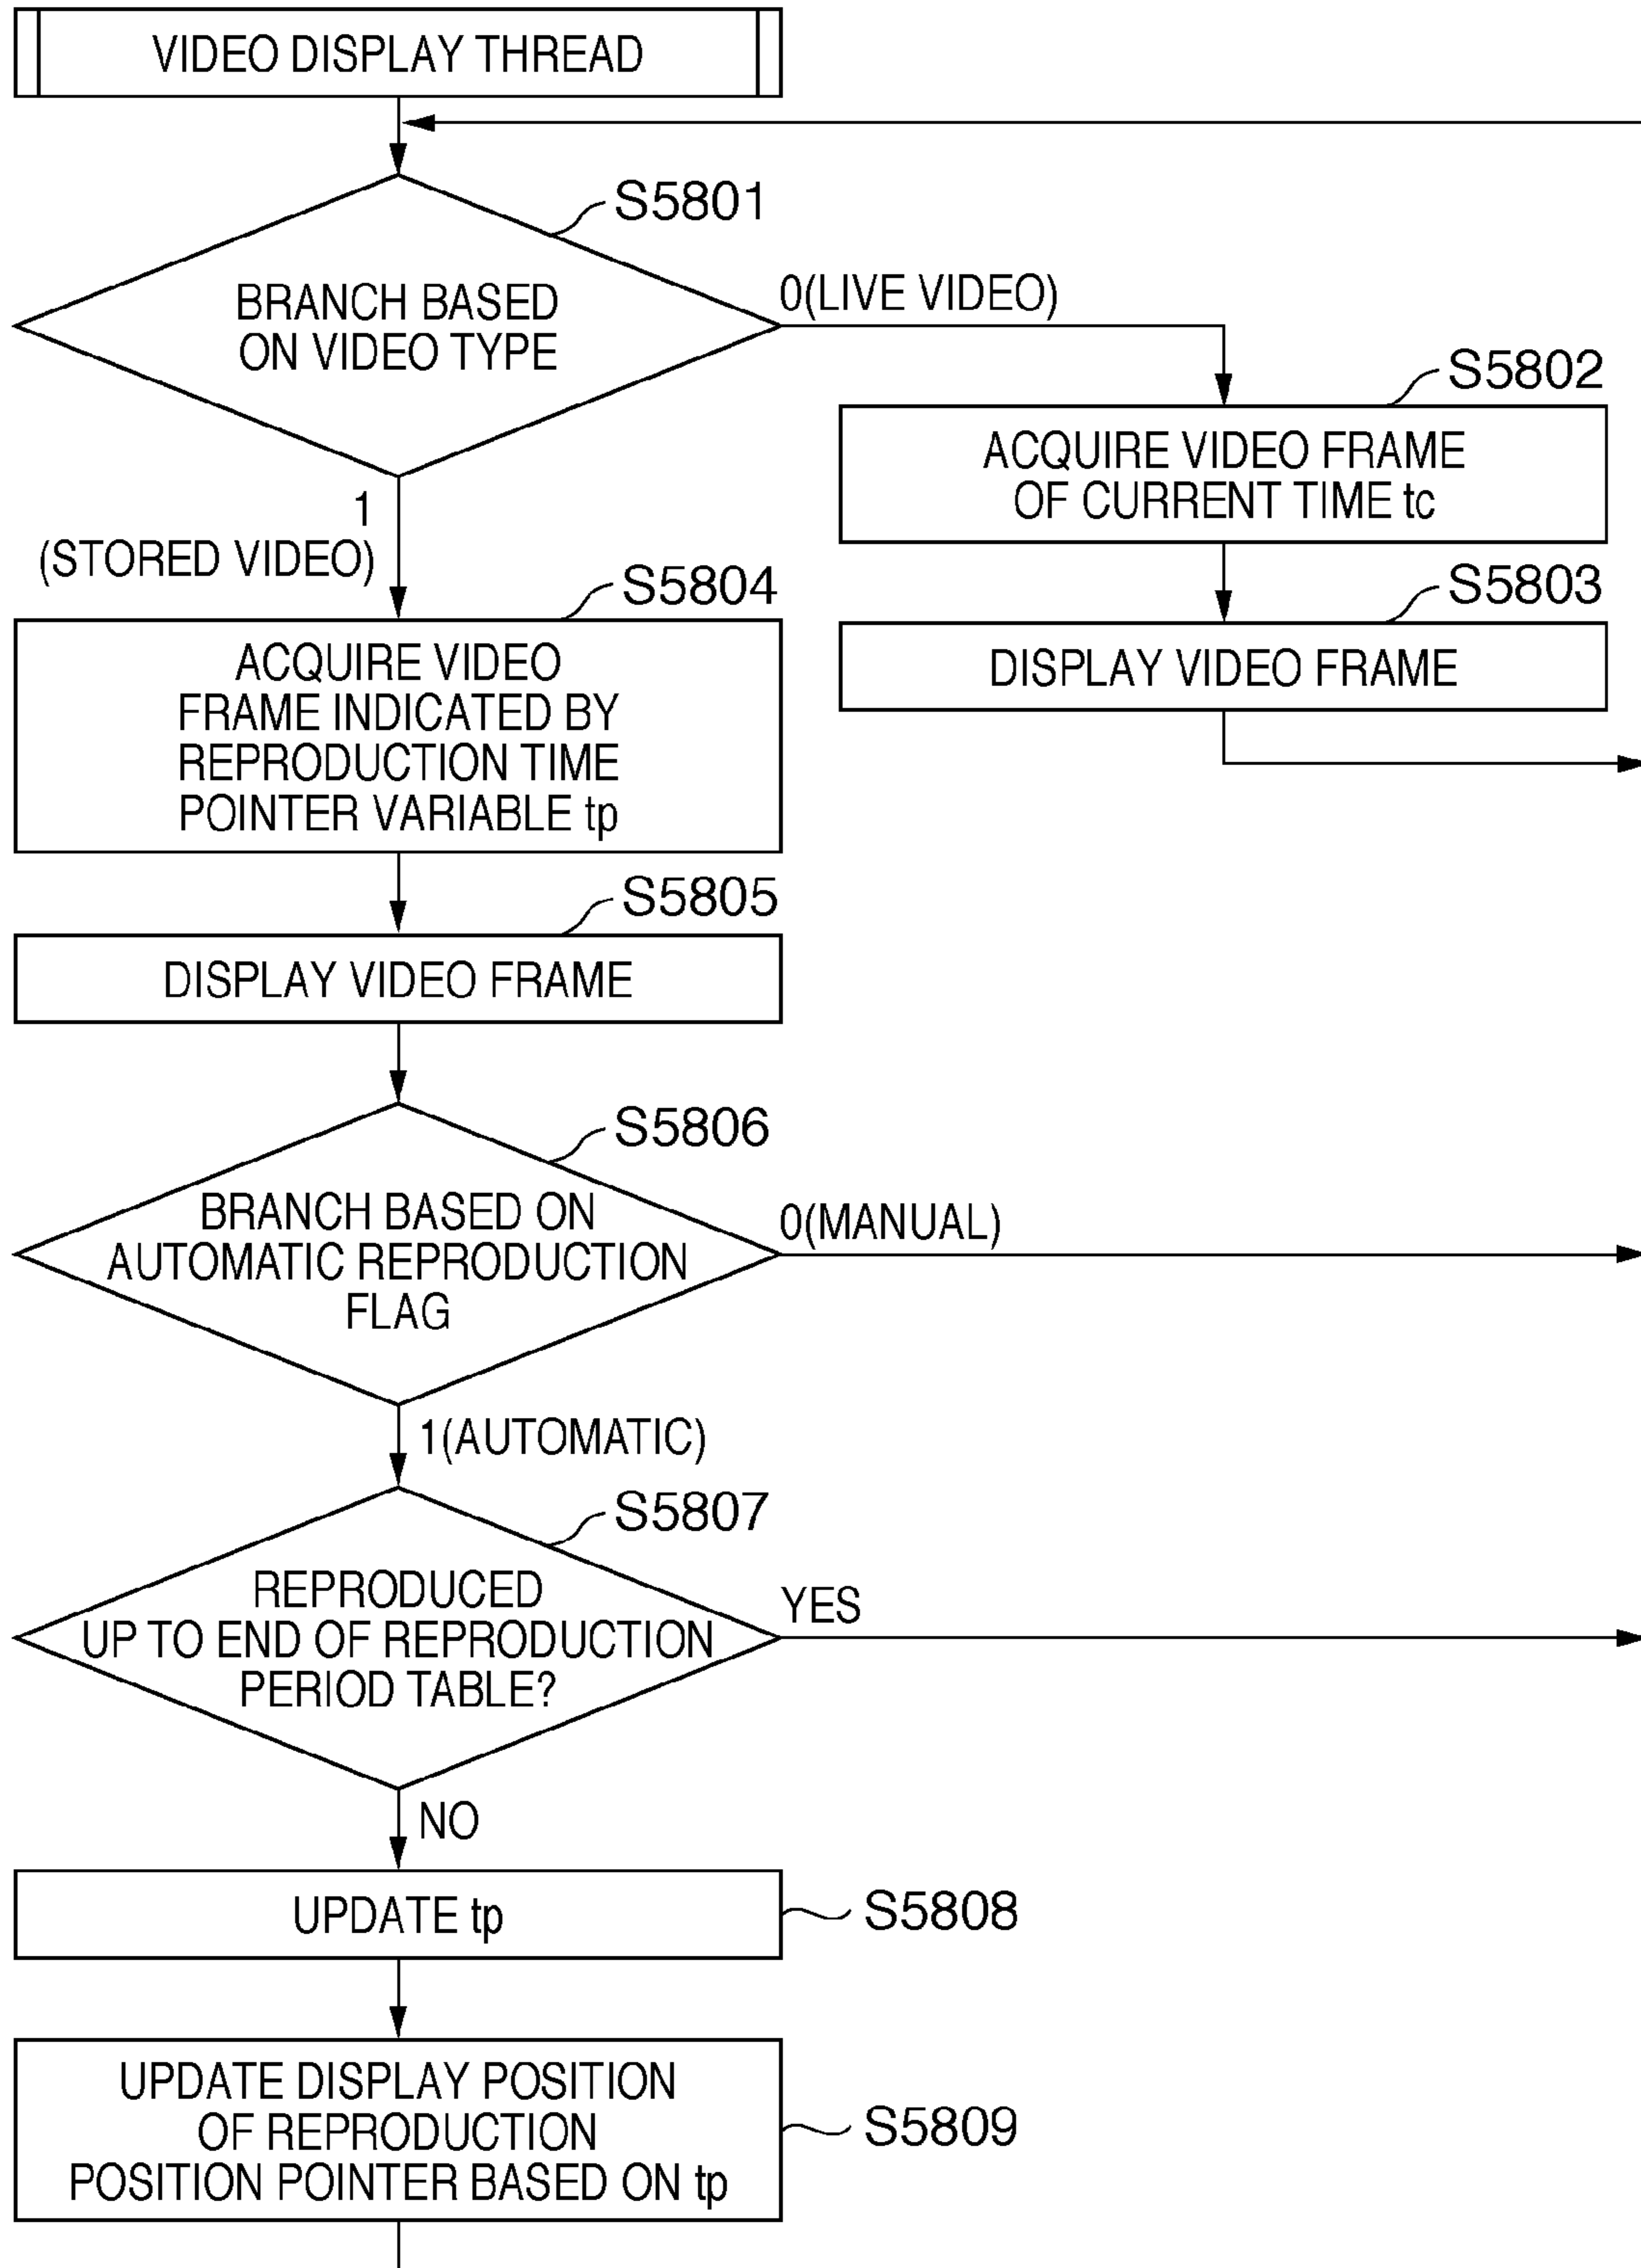 VIDEO DISPLAY THREAD
S5801
BRANCH BASED
ON VIDEO TYPE
0(LIVE VIDEO)
S5802
ACQUIRE VIDEO FRAME
OF CURRENT TIME tc
1
(STORED VIDEO)
S5803
DISPLAY VIDEO FRAME
S5804
ACQUIRE VIDEO
FRAME INDICATED BY
REPRODUCTION TIME
POINTER VARIABLE tp
S5805
DISPLAY VIDEO FRAME
S5806
BRANCH BASED ON
AUTOMATIC REPRODUCTION
FLAG
0(MANUAL)
1(AUTOMATIC)
S5807
REPRODUCED
UP TO END OF REPRODUCTION
PERIOD TABLE?
YES
NO
UPDATE tp
S5808
UPDATE DISPLAY POSITION
OF REPRODUCTION
POSITION POINTER BASED ON tp
S5809